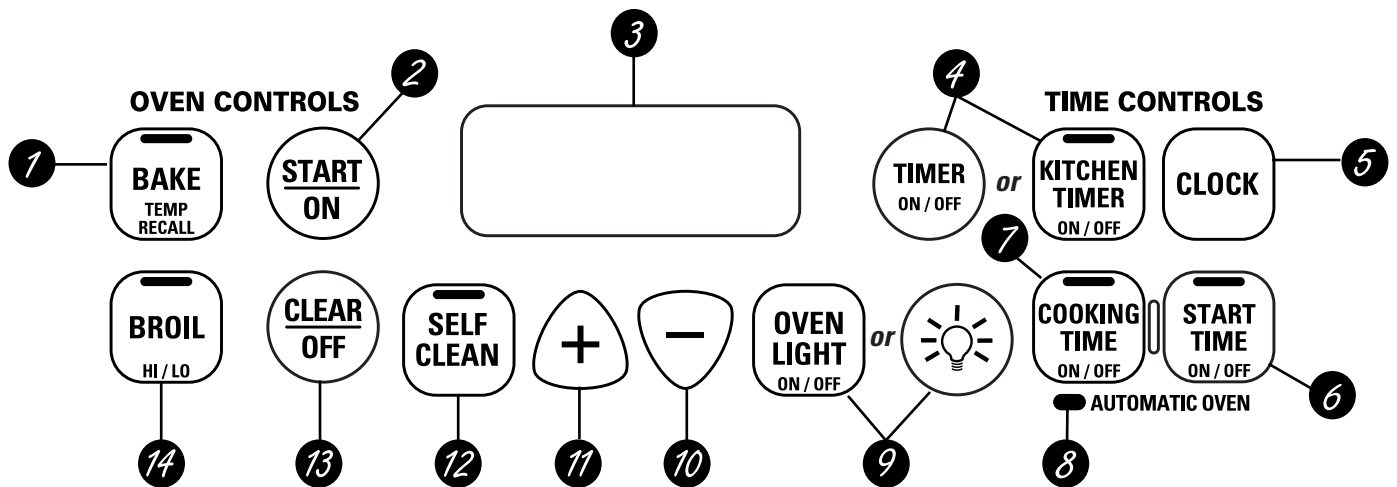 3
2
4
OVEN CONTROLS
TIME CONTROLS
1
BAKE
TEMP
RECALL
START
ON
TIMER
ON / OFF
or
KITCHEN
TIMER
ON / OFF
CLOCK
5
7
BROIL
HI / LO
CLEAR
OFF
SELF
CLEAN
+
−
OVEN
LIGHT
ON / OFF
or
COOKING
TIME
ON / OFF
START
TIME
ON / OFF
6
AUTOMATIC OVEN
14
13
12
11
10
9
8